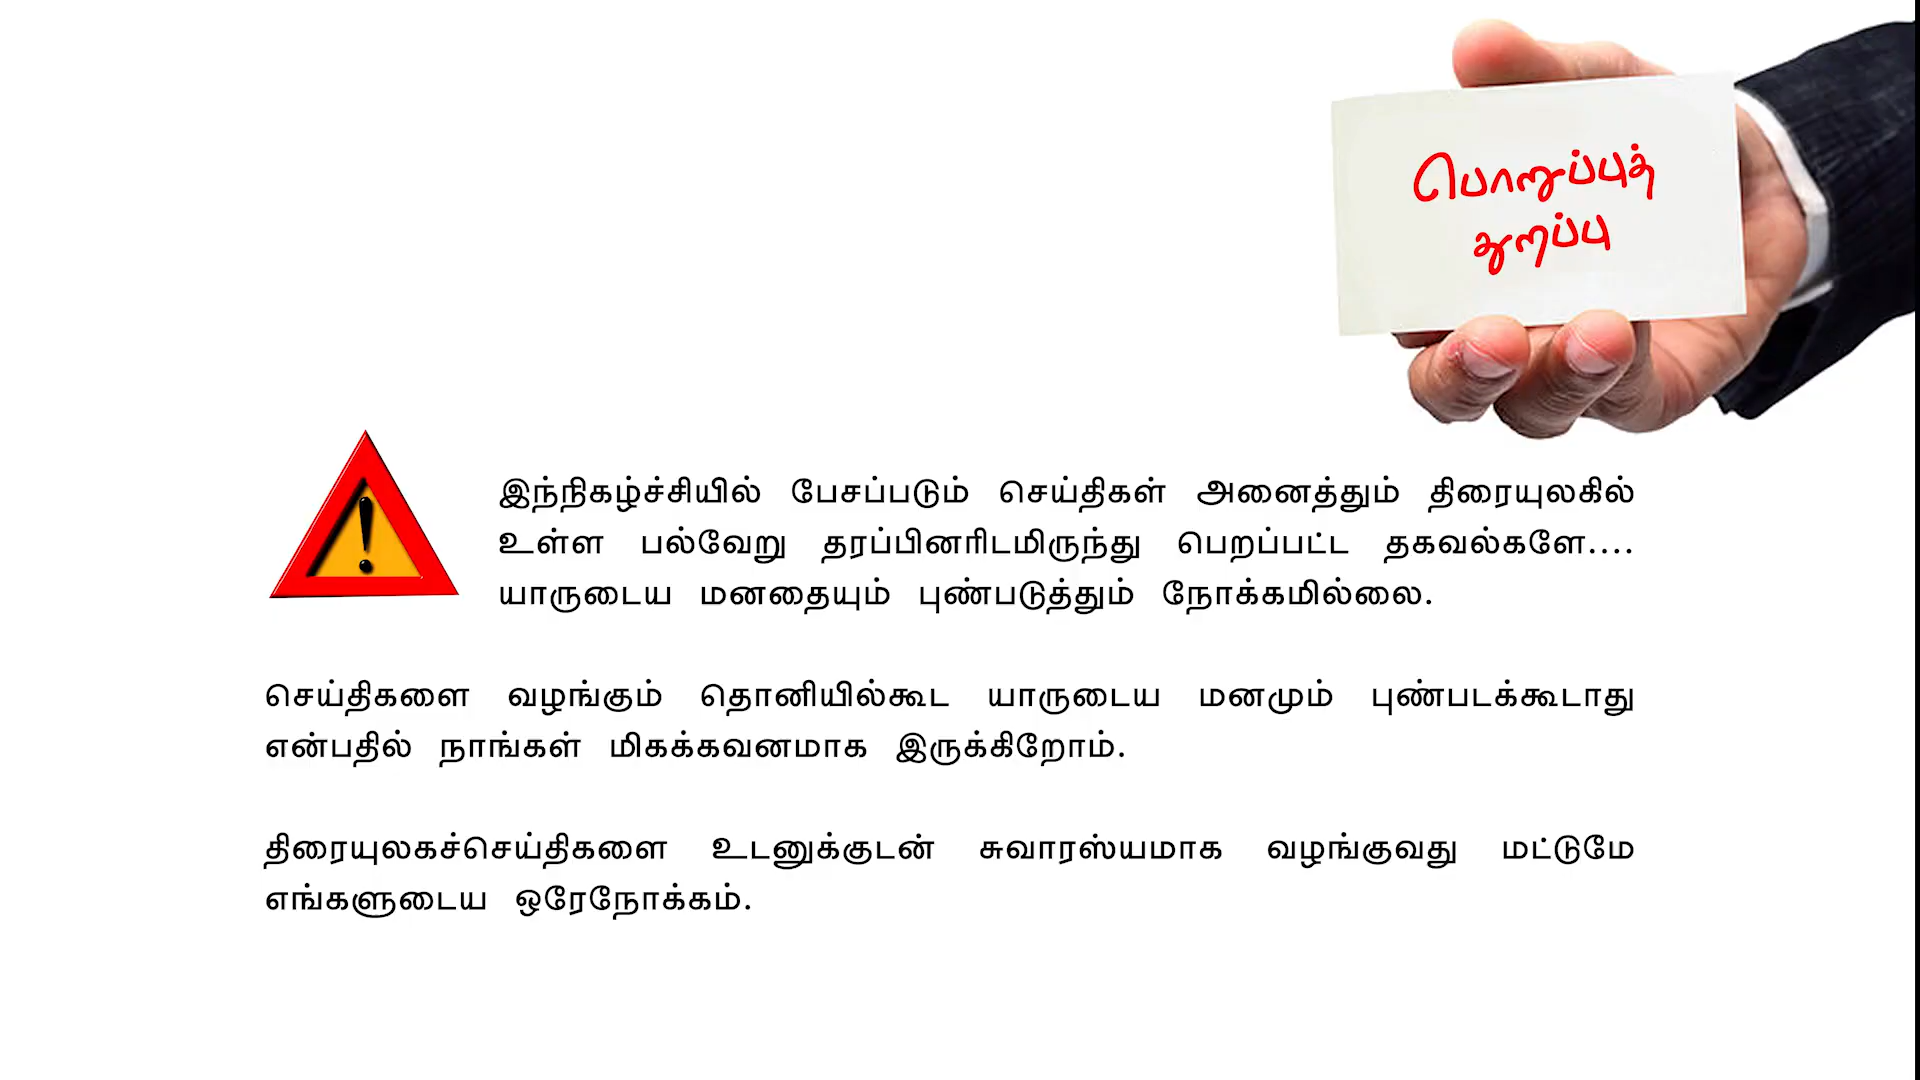 பொறுப்புத்
துறப்பு
இந்நிகழ்ச்சியில் பேசப்படும் செய்திகள் அனைத்தும் திரையுலகில்
உள்ள பல்வேறு தரப்பினரிடமிருந்து பெறப்பட்ட தகவல்களே....
யாருடைய மனதையும் புண்படுத்தும் நோக்கமில்லை.
செய்திகளை வழங்கும் தொனியில்கூட யாருடைய மனமும் புண்படக்கூடாது
என்பதில் நாங்கள் மிகக்கவனமாக இருக்கிறோம்.
திரையுலகச்செய்திகளை உடனுக்குடன் சுவாரஸ்யமாக வழங்குவது மட்டுமே
எங்களுடைய ஒரேநோக்கம்.